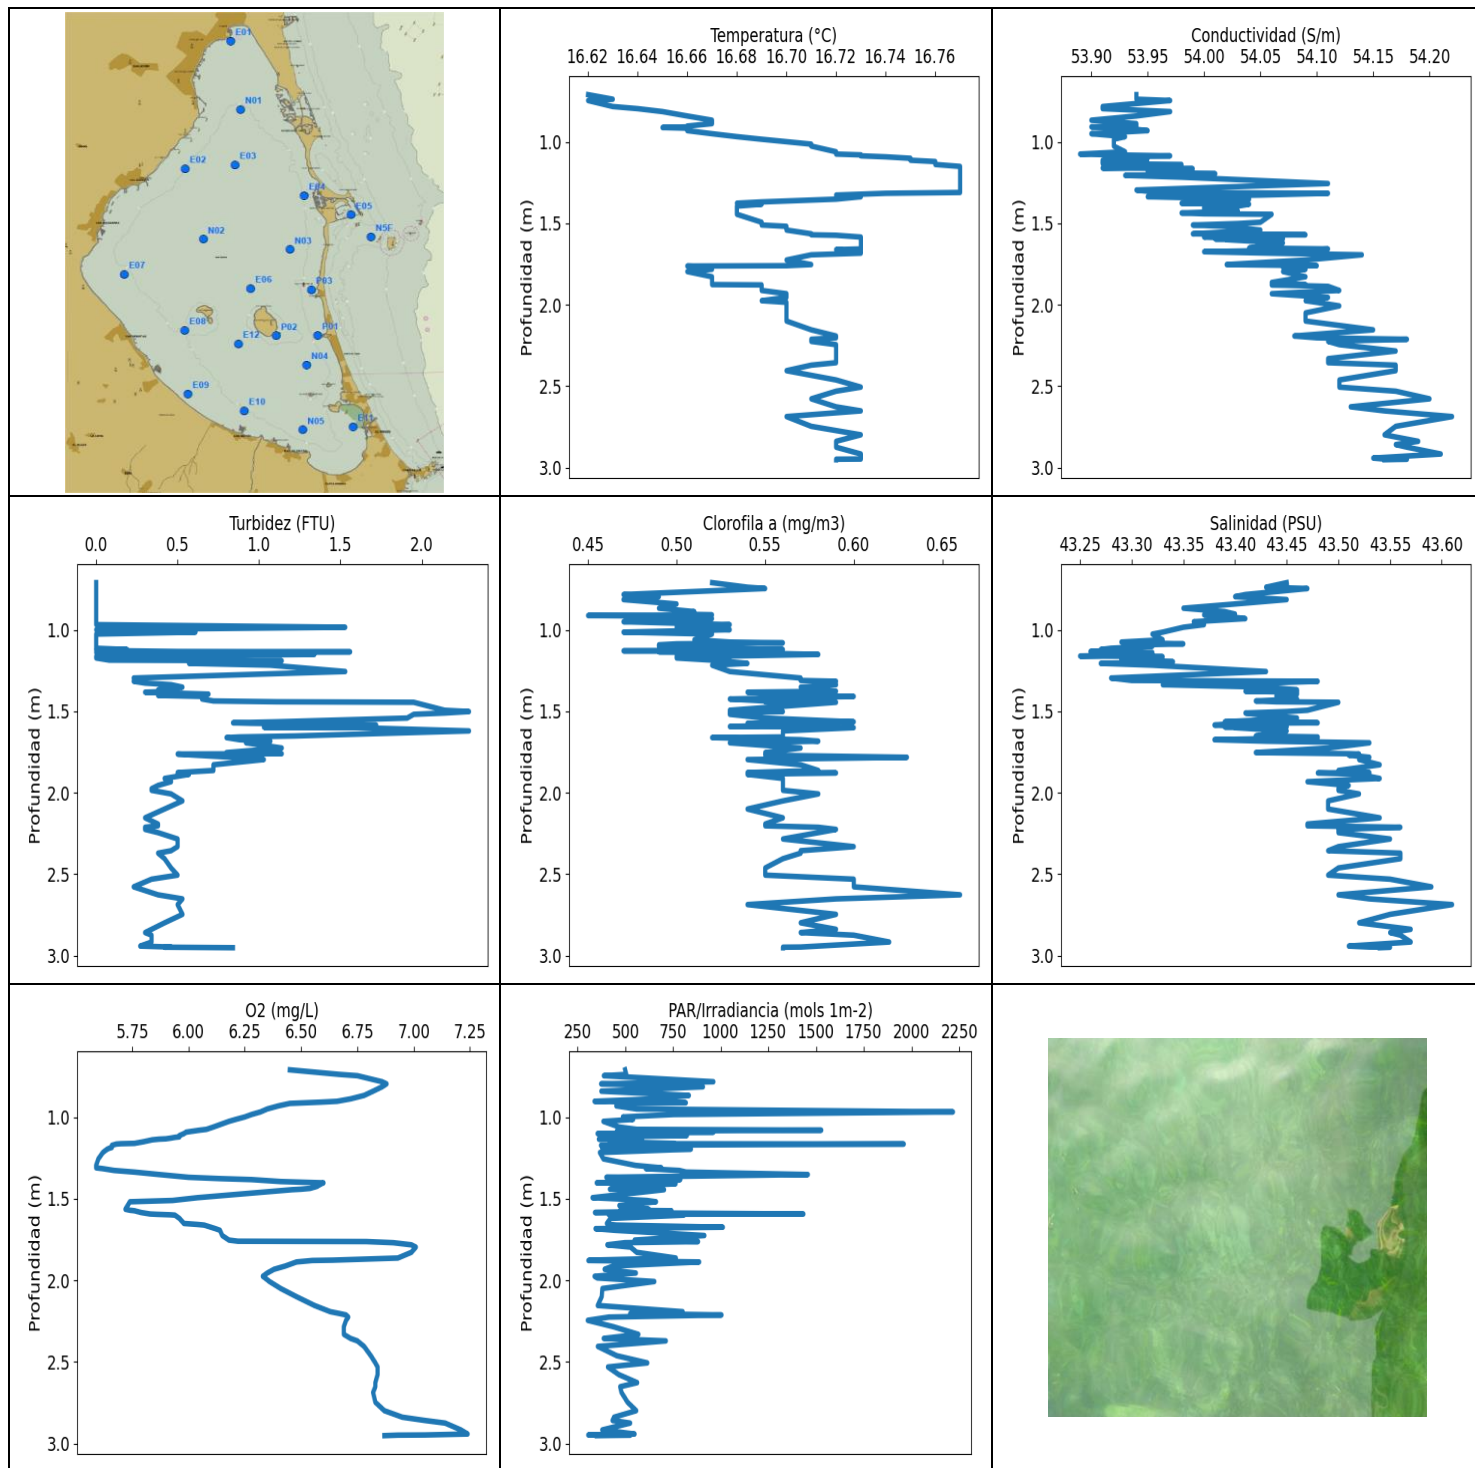 E01
N01
E02
E03
E04
E05
N5F
N02
N03
E07
E06
P03
E08
E12
P02
P01
N04
E09
E10
N05
E11
Temperatura (°C)
16.62 16.64 16.66 16.68 16.70 16.72 16.74 16.76
Profundidad (m)
1.0
1.5
2.0
2.5
3.0
Conductividad (S/m)
53.90 53.95 54.00 54.05 54.10 54.15 54.20
Profundidad (m)
1.0
1.5
2.0
2.5
3.0
Turbidez (FTU)
0.0 0.5 1.0 1.5 2.0
Profundidad (m)
1.0
1.5
2.0
2.5
3.0
Clorofila a (mg/m3)
0.45 0.50 0.55 0.60 0.65
Profundidad (m)
1.0
1.5
2.0
2.5
3.0
Salinidad (PSU)
43.25 43.30 43.35 43.40 43.45 43.50 43.55 43.60
Profundidad (m)
1.0
1.5
2.0
2.5
3.0
O2 (mg/L)
5.75 6.00 6.25 6.50 6.75 7.00 7.25
Profundidad (m)
1.0
1.5
2.0
2.5
3.0
PAR/Irradiancia (mols 1m-2)
250 500 750 1000 1250 1500 1750 2000 2250
Profundidad (m)
1.0
1.5
2.0
2.5
3.0